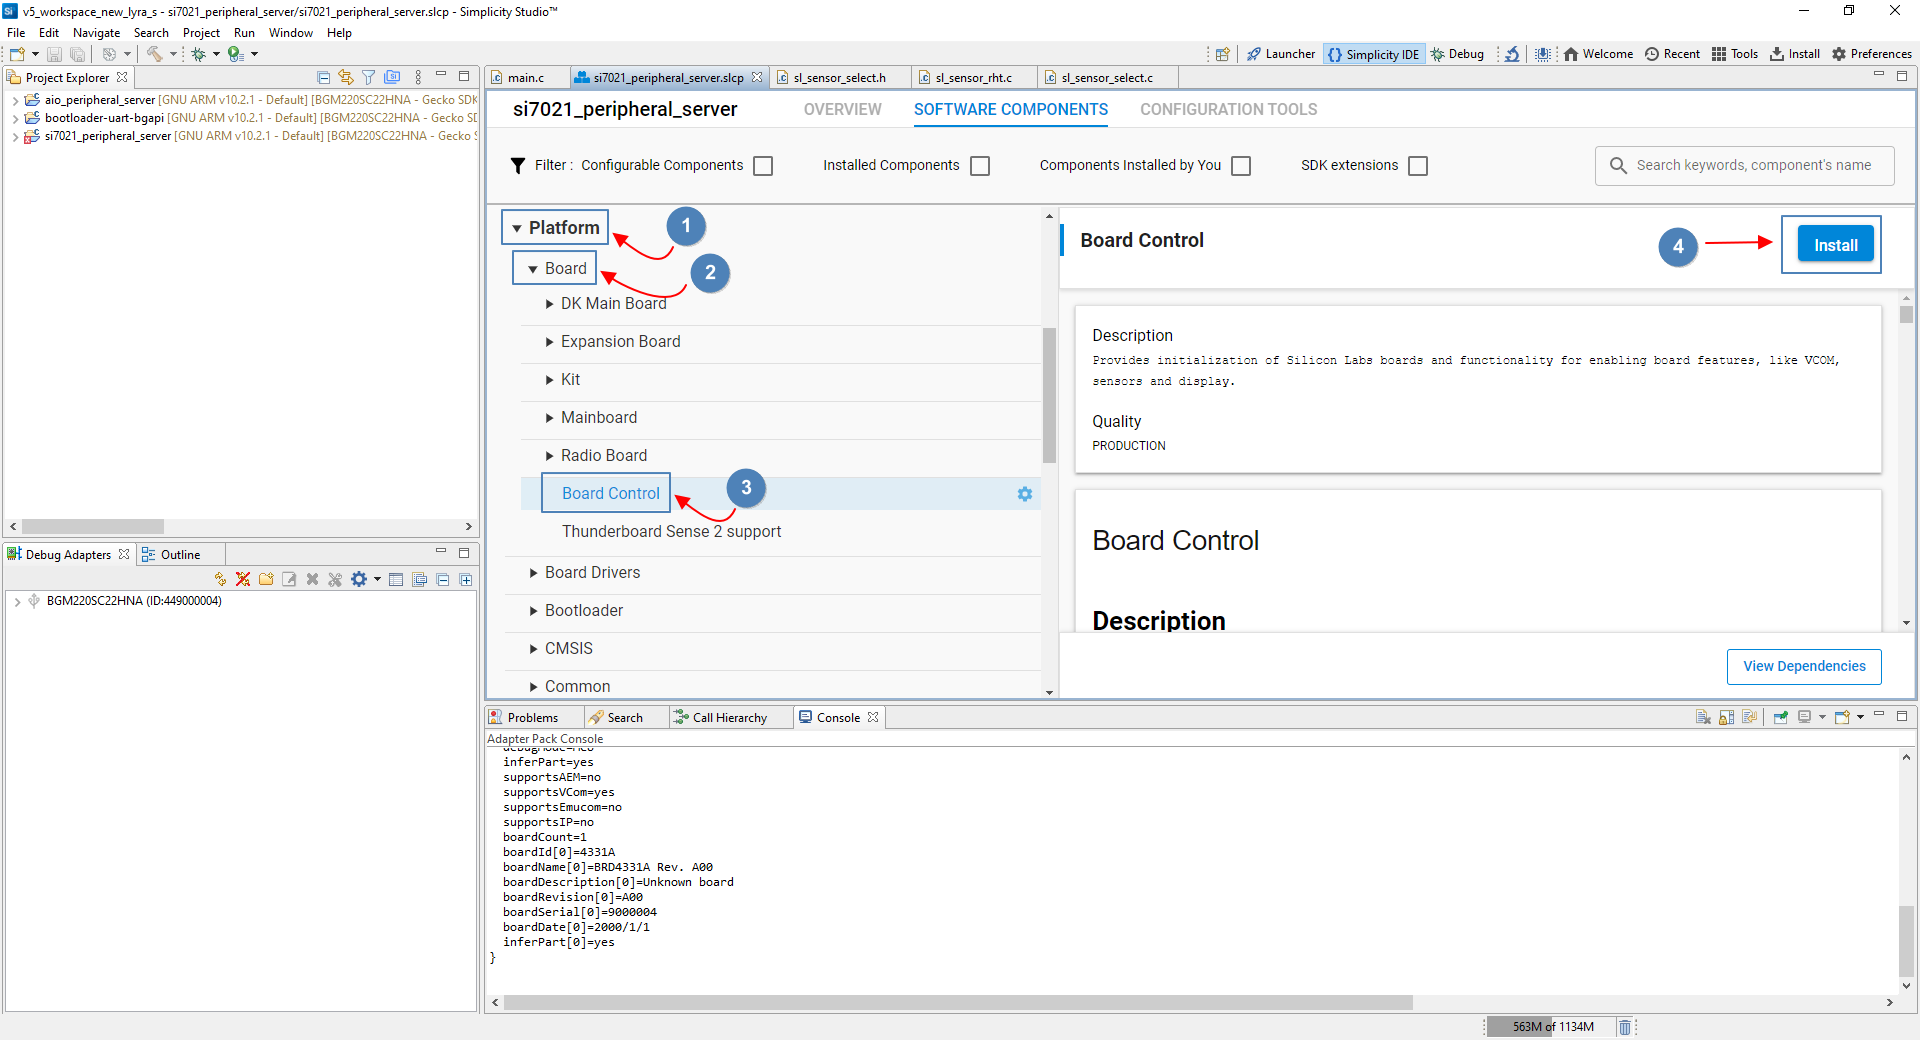 v5_workspace_new_lyra_s - si7021_peripheral_server/si7021_peripheral_server.slcp - Simplicity Studio™
File Edit Navigate Search Project Run Window Help
Launcher Simplicity IDE Debug Welcome Recent Tools Install Preferences
Project Explorer
aio_peripheral_server [GNU ARM v10.2.1 - Default] [BGM220SC22HNA - Gecko SDK
bootloader-uart-bgapi [GNU ARM v10.2.1 - Default] [BGM220SC22HNA - Gecko SD
si7021_peripheral_server [GNU ARM v10.2.1 - Default] [BGM220SC22HNA - Gecko S
main.c si7021_peripheral_server.slcp sl_sensor_select.h sl_sensor_rht.c sl_sensor_select.c
si7021_peripheral_server OVERVIEW SOFTWARE COMPONENTS CONFIGURATION TOOLS
Filter : Configurable Components Installed Components Components Installed by You SDK extensions Search keywords, component's name
Platform
1
Board
2
DK Main Board
Expansion Board
Kit
Mainboard
Radio Board
Board Control
3
Thunderboard Sense 2 support
Board Drivers
Bootloader
CMSIS
Common
Board Control
4
Install
Description
Provides initialization of Silicon Labs boards and functionality for enabling board features, like VCOM,
sensors and display.
Quality
PRODUCTION
Board Control
Description
View Dependencies
Debug Adapters Outline
BGM220SC22HNA (ID:449000004)
Problems Search Call Hierarchy Console
Adapter Pack Console
inferPart=yes
supportsAEM=no
supportsVCom=yes
supportsEmucom=no
supportsIP=no
boardCount=1
boardId[0]=4331A
boardName[0]=BRD4331A Rev. A00
boardDescription[0]=Unknown board
boardRevision[0]=A00
boardSerial[0]=9000004
boardDate[0]=2000/1/1
inferPart[0]=yes
}
563M of 1134M